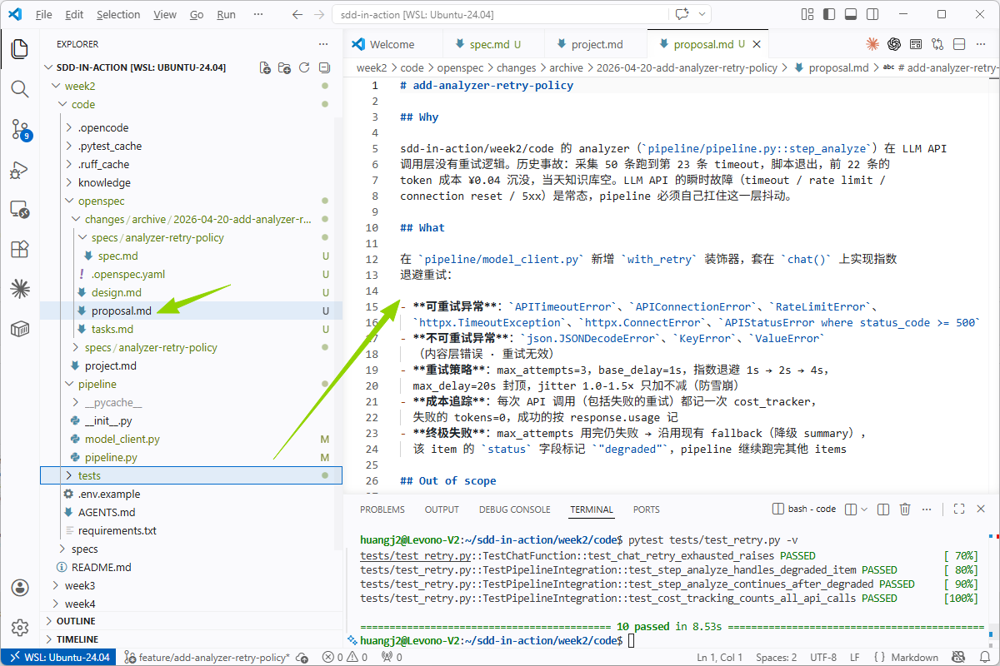 File Edit Selection View Go Run ··· sdd-in-action [WSL: Ubuntu-24.04]
EXPLORER ···
SDD-IN-ACTION [WSL: UBUNTU-24.04]
week2
code
.opencode
.pytest_cache
.ruff_cache
knowledge
openspec
changes / archive / 2026-04-20-add-analyzer-r...
specs / analyzer-retry-policy
spec.md U
! .openspec.yaml U
design.md U
proposal.md U
tasks.md U
specs / analyzer-retry-policy
project.md
pipeline
__pycache__
__init__.py
model_client.py M
pipeline.py M
tests
.env.example
AGENTS.md
requirements.txt
specs
README.md
week3
week4
OUTLINE
TIMELINE
9
Welcome spec.md U project.md proposal.md U
week2 > code > openspec > changes > archive > 2026-04-20-add-analyzer-retry-policy > proposal.md > abc # add-analyzer-retry-
1 # add-analyzer-retry-policy
2
3 ## Why
4
5 sdd-in-action/week2/code 的 analyzer（`pipeline/pipeline.py::step_analyze`）在 LLM API
6 调用层没有重试逻辑。历史事故：采集 50 条跑到第 23 条 timeout，脚本退出，前 22 条的
7 token 成本 ¥0.04 沉没，当天知识库空。LLM API 的瞬时故障（timeout / rate limit /
8 connection reset / 5xx）是常态，pipeline 必须自己扛住这一层抖动。
9
10 ## What
11
12 在 `pipeline/model_client.py` 新增 `with_retry` 装饰器，套在 `chat()` 上实现指数
13 退避重试：
14
15 - **可重试异常**：`APITimeoutError`、`APIConnectionError`、`RateLimitError`、
16 `httpx.TimeoutException`、`httpx.ConnectError`、`APIStatusError where status_code >= 500`
17 - **不可重试异常**：`json.JSONDecodeError`、`KeyError`、`ValueError`
18 （内容层错误 · 重试无效）
19 - **重试策略**：max_attempts=3，base_delay=1s，指数退避 1s → 2s → 4s，
20 max_delay=20s 封顶，jitter 1.0-1.5× 只加不减（防雪崩）
21 - **成本追踪**：每次 API 调用（包括失败的重试）都记一次 cost_tracker，
22 失败的 tokens=0，成功的按 response.usage 记
23 - **终极失败**：max_attempts 用完仍失败 → 沿用现有 fallback（降级 summary），
24 该 item 的 `status` 字段标记 `"degraded"`，pipeline 继续跑完其他 items
25
26 ## Out of scope
PROBLEMS OUTPUT DEBUG CONSOLE TERMINAL PORTS bash - code
huangj2@Levono-V2:~/sdd-in-action/week2/code$ pytest tests/test_retry.py -v
tests/test_retry.py::TestChatFunction::test_chat_retry_exhausted_raises PASSED [ 70%]
tests/test_retry.py::TestPipelineIntegration::test_step_analyze_handles_degraded_item PASSED [ 80%]
tests/test_retry.py::TestPipelineIntegration::test_step_analyze_continues_after_degraded PASSED [ 90%]
tests/test_retry.py::TestPipelineIntegration::test_cost_tracking_counts_all_api_calls PASSED [100%]
======================================= 10 passed in 8.53s ========================================
huangj2@Levono-V2:~/sdd-in-action/week2/code$
WSL: Ubuntu-24.04 feature/add-analyzer-retry-policy* 0 0 0 Ln 1, Col 1 Spaces: 2 UTF-8 LF { } Markdown